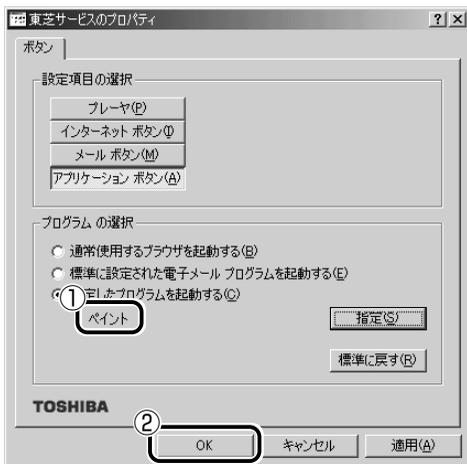 東芝サービスのプロパティ
ボタン
設定項目の選択
プレーヤ(P)
インターネット ボタン(I)
メール ボタン(M)
アプリケーション ボタン(A)
プログラム の選択
通常使用するブラウザを起動する(B)
標準に設定された電子メール プログラムを起動する(E)
定したプログラムを起動する(C)
①
ペイント
指定(S)
標準に戻す(R)
TOSHIBA
②
OK
キャンセル
適用(A)